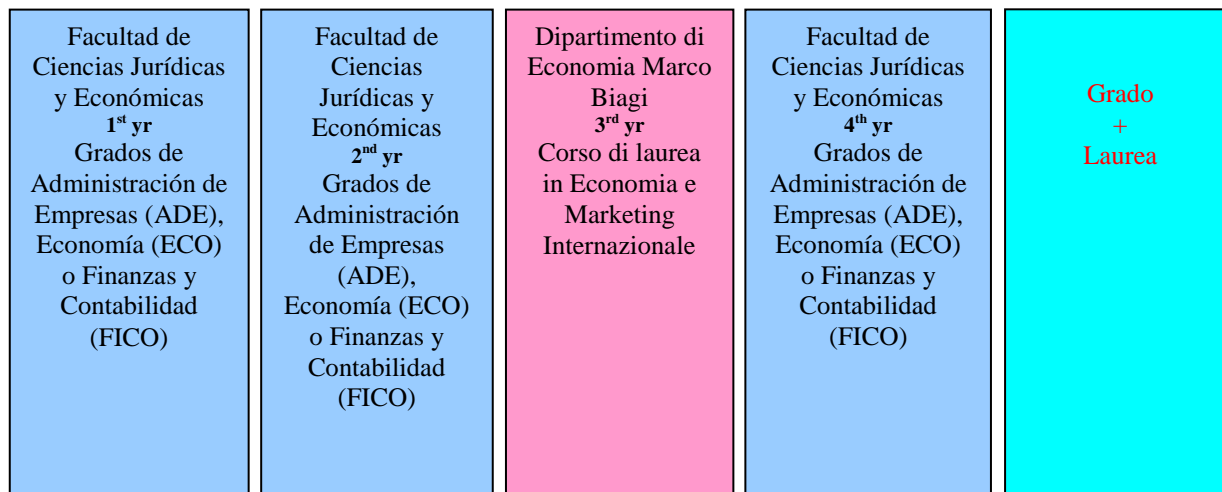 Facultad de
Ciencias Jurídicas
y Económicas
1st yr
Grados de
Administración de
Empresas (ADE),
Economía (ECO)
o Finanzas y
Contabilidad
(FICO)
Facultad de
Ciencias
Jurídicas y
Económicas
2nd yr
Grados de
Administración
de Empresas
(ADE),
Economía (ECO)
o Finanzas y
Contabilidad
(FICO)
Dipartimento di
Economia Marco
Biagi
3rd yr
Corso di laurea
in Economia e
Marketing
Internazionale
Facultad de
Ciencias Jurídicas
y Económicas
4th yr
Grados de
Administración de
Empresas (ADE),
Economía (ECO)
o Finanzas y
Contabilidad
(FICO)
Grado
+
Laurea